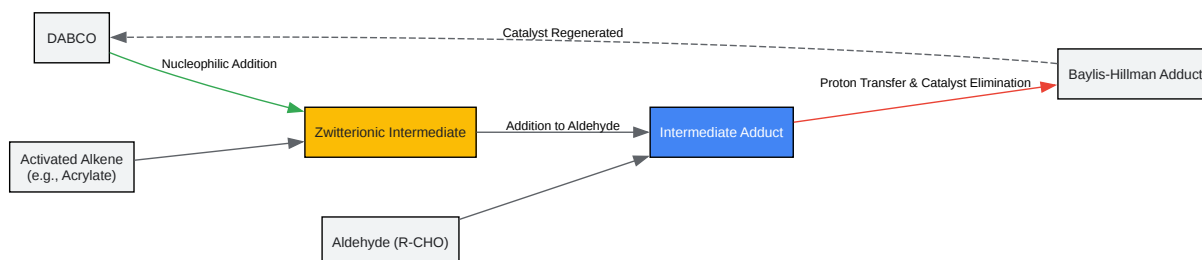 DABCO
Catalyst Regenerated
Nucleophilic Addition
Baylis-Hillman Adduct
Proton Transfer & Catalyst Elimination
Zwitterionic Intermediate
Addition to Aldehyde
Intermediate Adduct
Activated Alkene
(e.g., Acrylate)
Aldehyde (R-CHO)